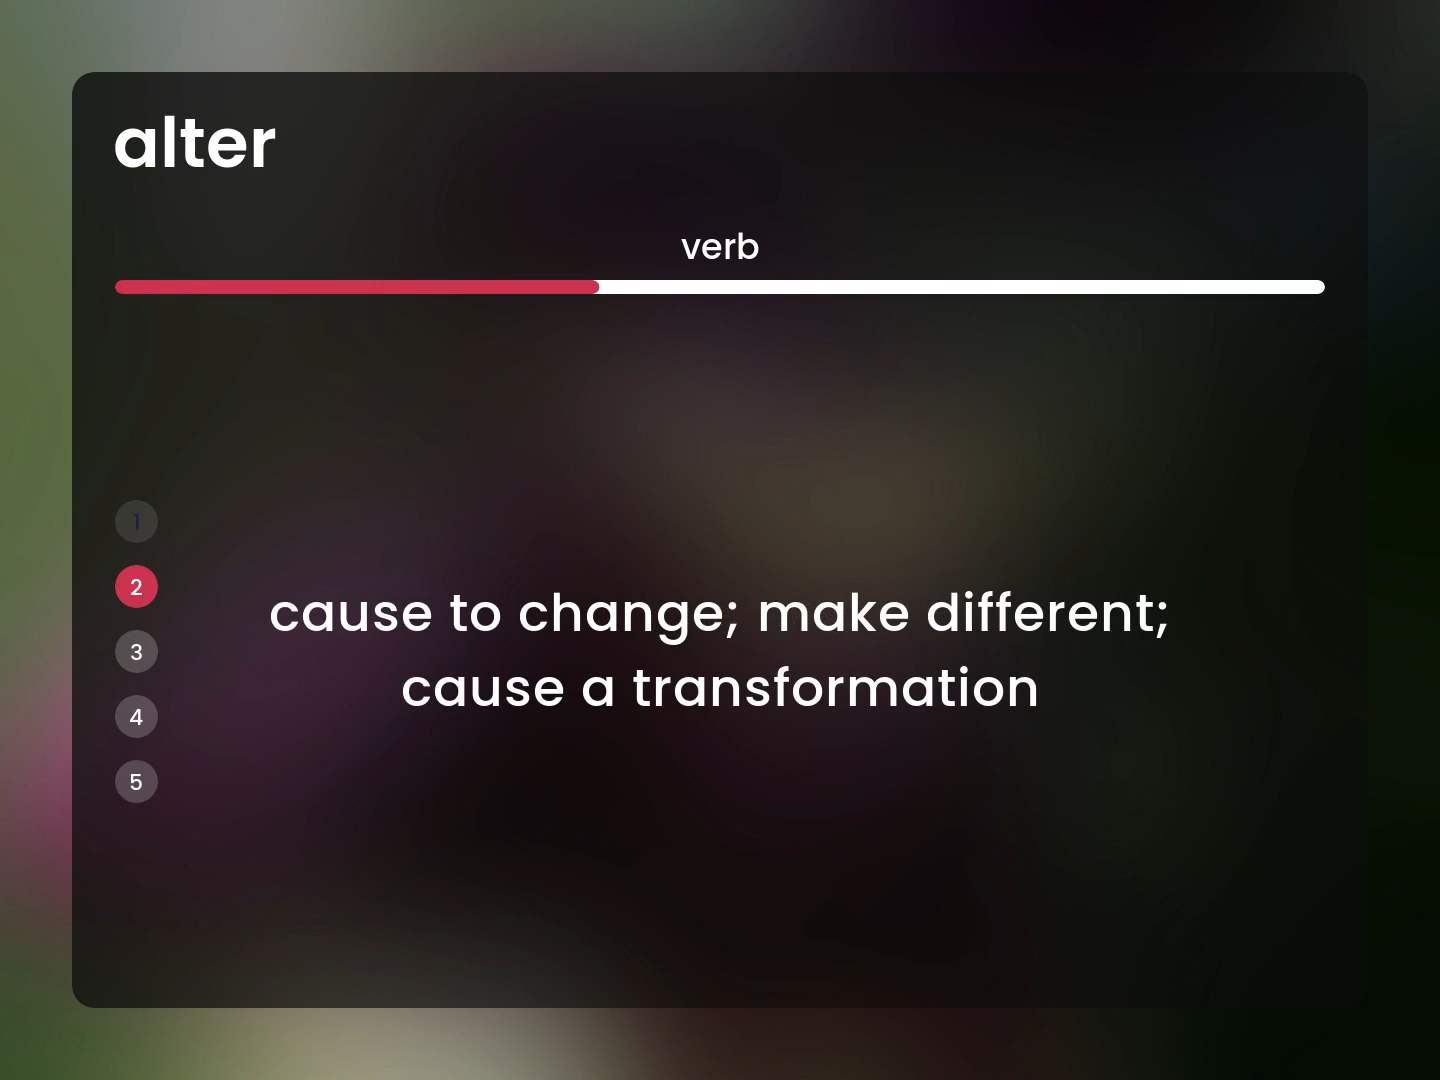 alter
verb
1
2
3
4
5
cause to change; make different;
cause a transformation